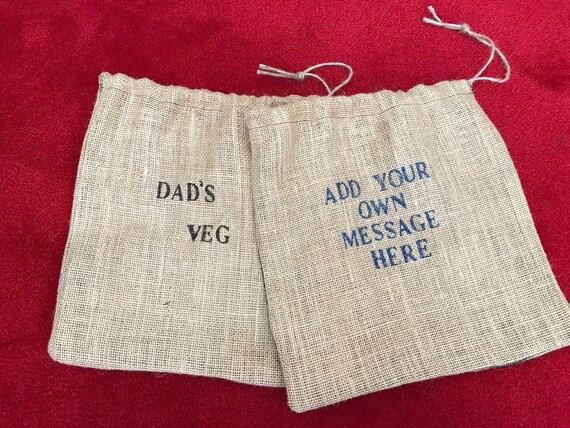 DAD'S
VEG
ADD YOUR
OWN
MESSAGE
HERE